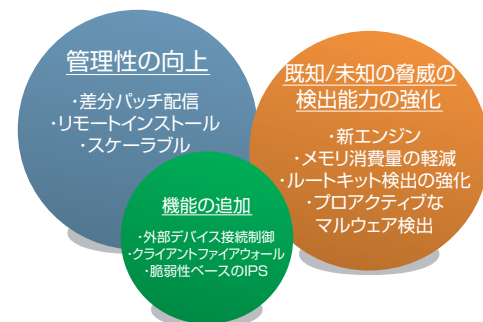 管理性の向上
・差分パッチ配信
・リモートインストール
・スケーラブル
既知/未知の脅威の
検出能力の強化
・新エンジン
・メモリ消費量の軽減
・ルートキット検出の強化
・プロアクティブな
マルウェア検出
機能の追加
・外部デバイス接続制御
・クライアントファイアウォール
・脆弱性ベースのIPS